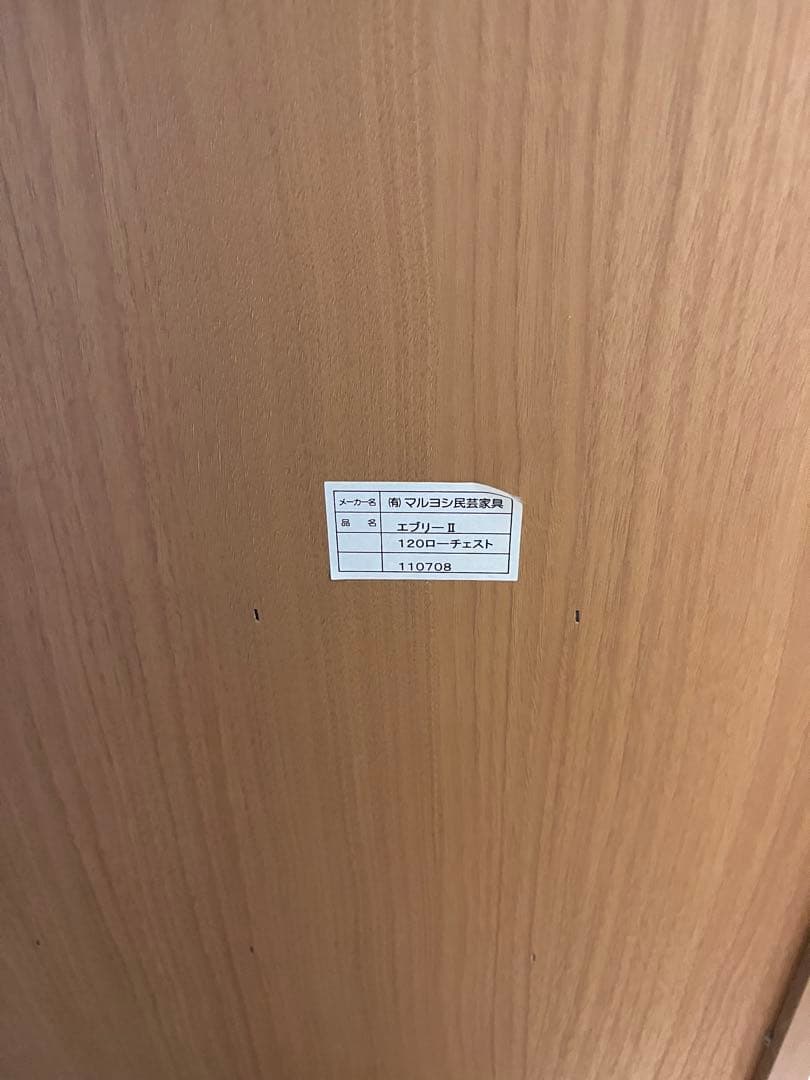 メーカー名 (有)マルヨシ民芸家具
品 名 エブリーⅡ
120ローチェスト
110708